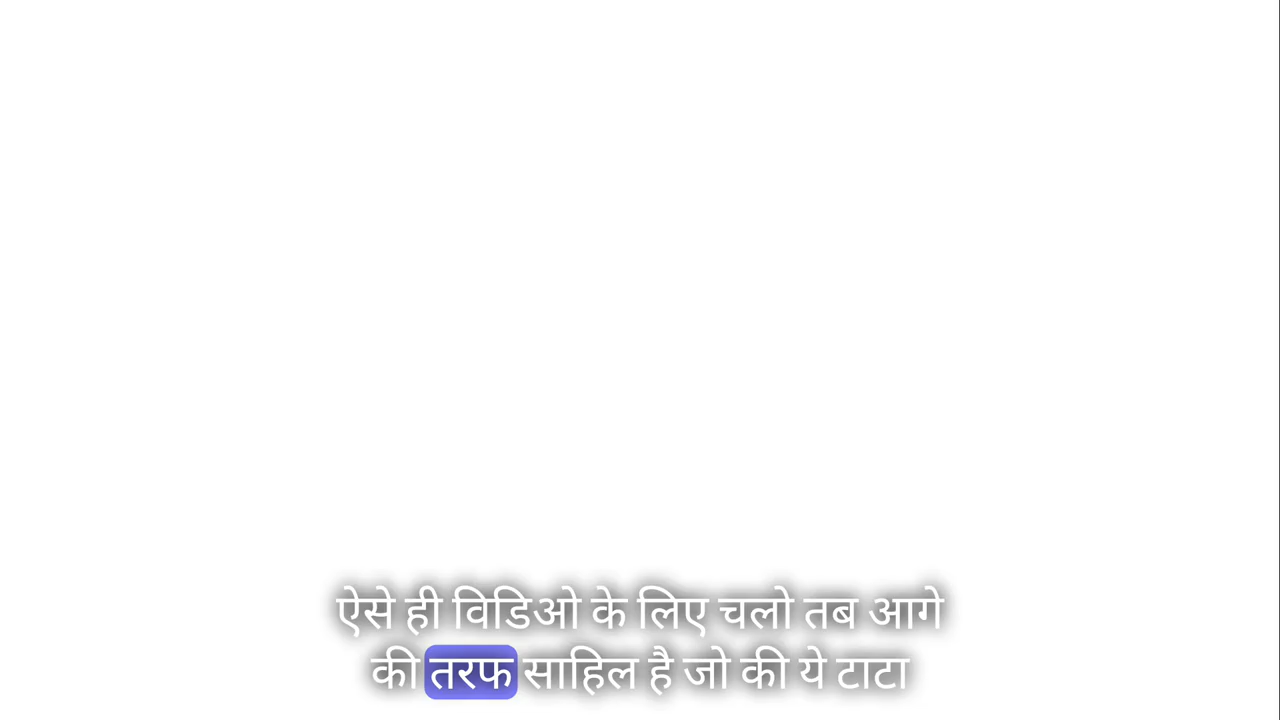 ऐसे ही विडिओ के लिए चलो तब आगे
की तरफ साहिल है जो की ये टाटा